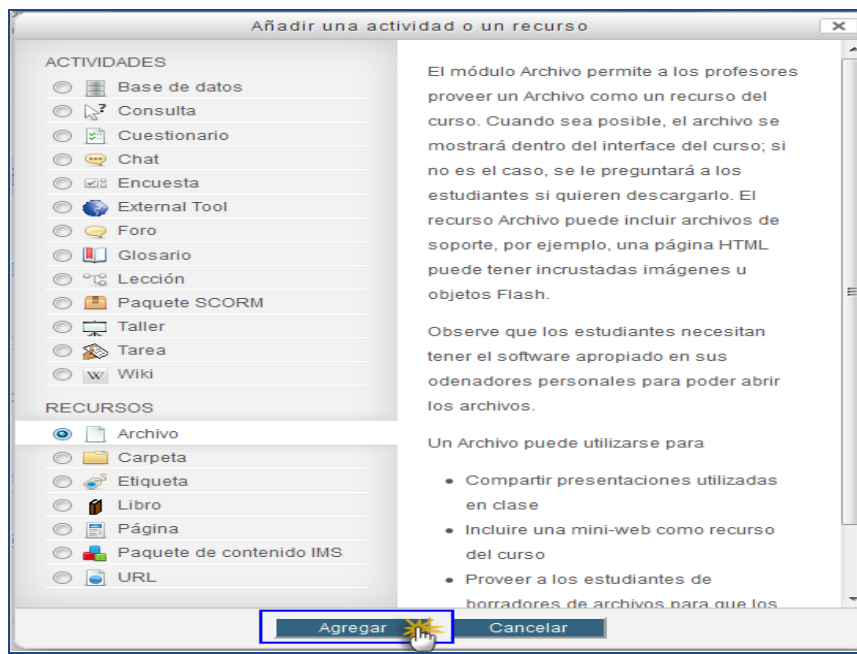 Añadir una actividad o un recurso
ACTIVIDADES
Base de datos
Consulta
Cuestionario
Chat
Encuesta
External Tool
Foro
Glosario
Lección
Paquete SCORM
Taller
Tarea
Wiki
RECURSOS
Archivo
Carpeta
Etiqueta
Libro
Página
Paquete de contenido IMS
URL
El módulo Archivo permite a los profesores
proveer un Archivo como un recurso del
curso. Cuando sea posible, el archivo se
mostrará dentro del interface del curso; si
no es el caso, se le preguntará a los
estudiantes si quieren descargarlo. El
recurso Archivo puede incluir archivos de
soporte, por ejemplo, una página HTML
puede tener incrustadas imágenes u
objetos Flash.
Observe que los estudiantes necesitan
tener el software apropiado en sus
odenadores personales para poder abrir
los archivos.
Un Archivo puede utilizarse para
• Compartir presentaciones utilizadas
en clase
• Incluire una mini-web como recurso
del curso
• Proveer a los estudiantes de
borradores de archivos para que los
Agregar
Cancelar